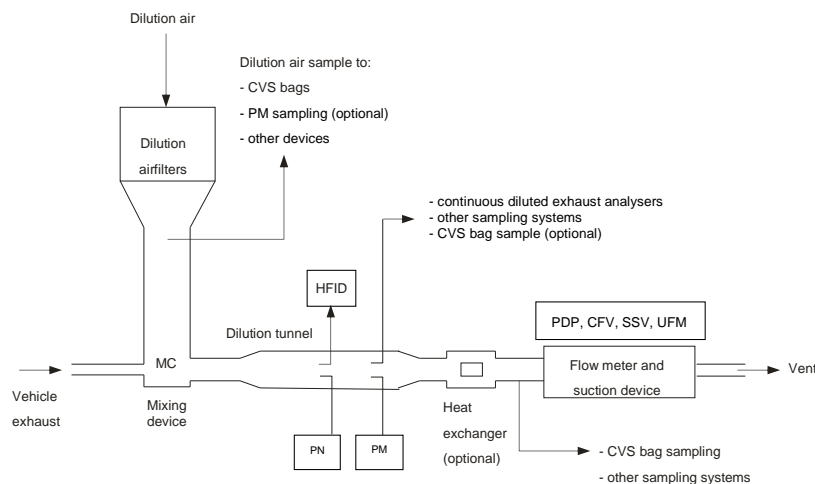 Dilution air
Dilution air sample to:
- CVS bags
- PM sampling (optional)
- other devices
Dilution
airfilters
- continuous diluted exhaust analysers
- other sampling systems
- CVS bag sample (optional)
HFID
PDP, CFV, SSV, UFM
Dilution tunnel
MC
Flow meter and
suction device
Vent
Vehicle
exhaust
Mixing
device
Heat
exchanger
(optional)
PN
PM
- CVS bag sampling
- other sampling systems